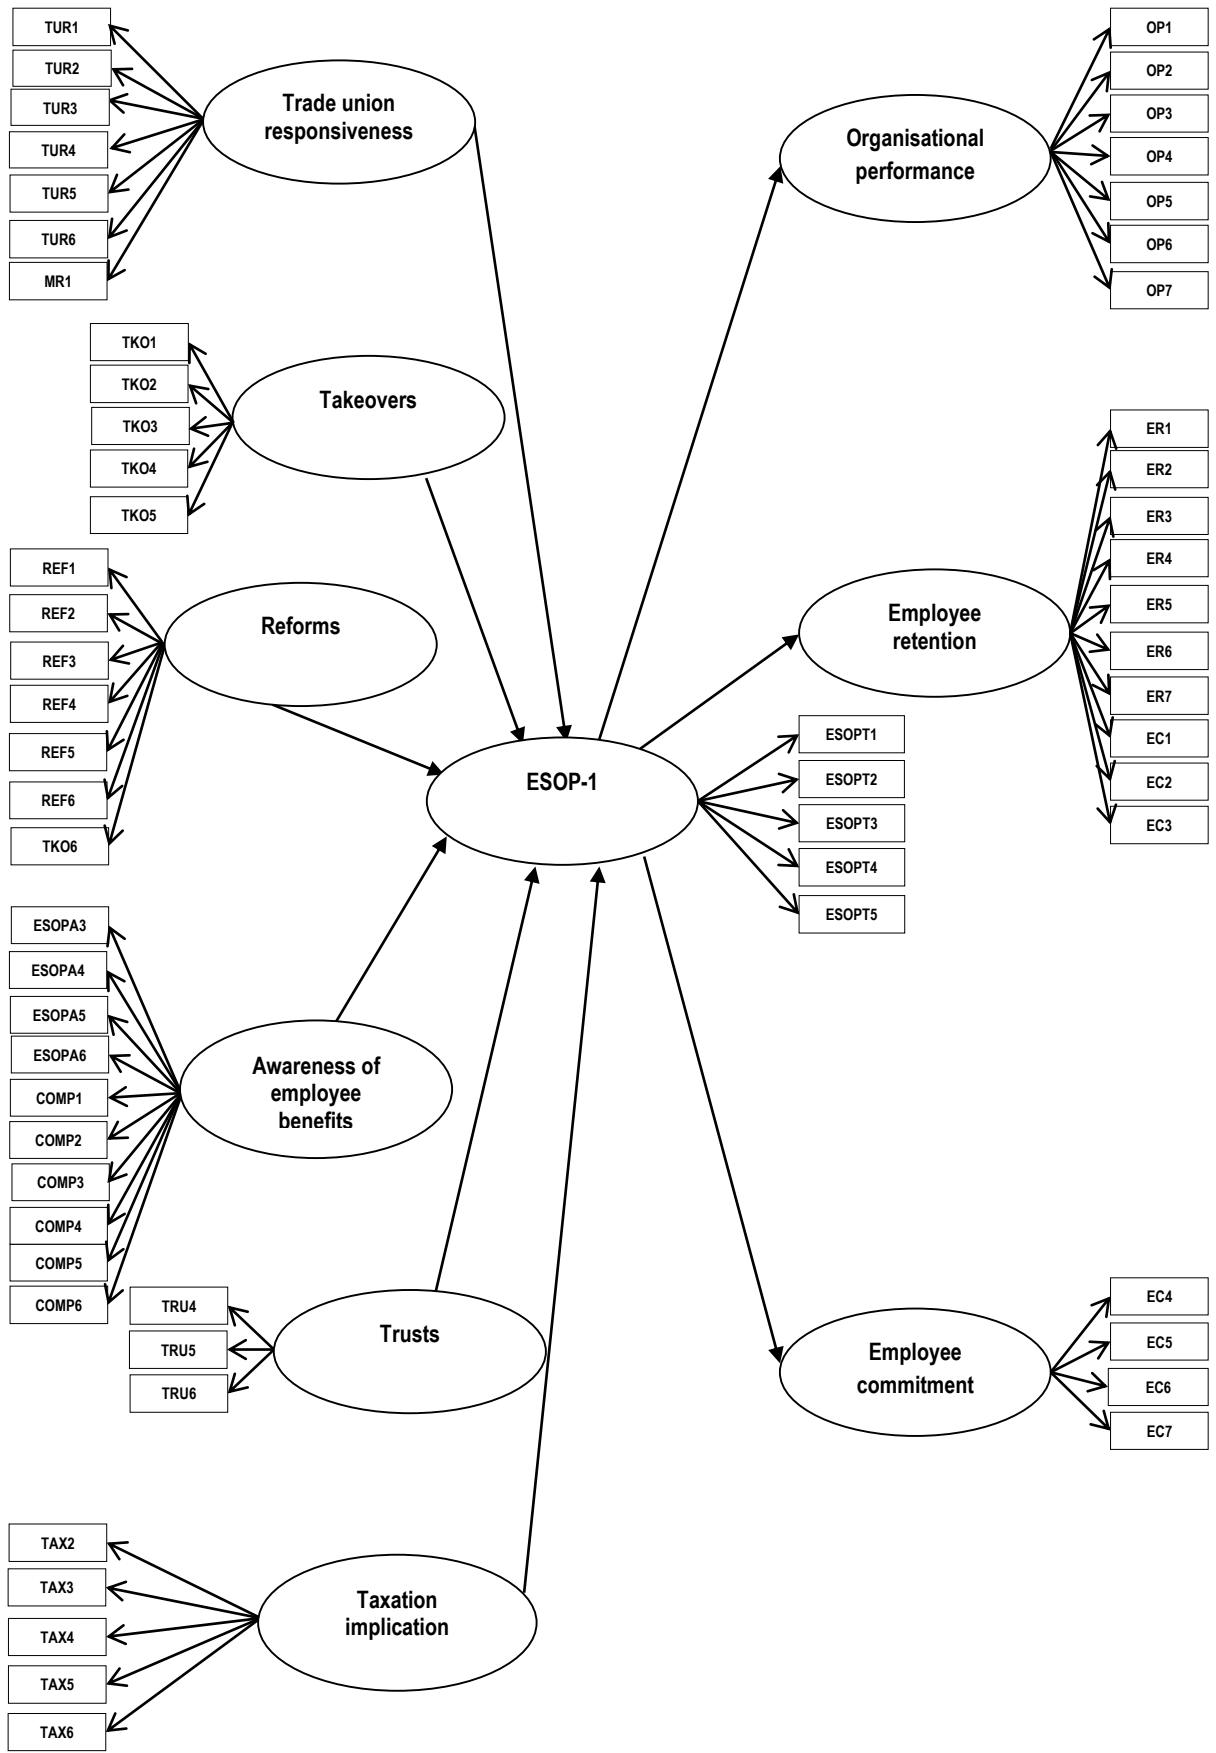 TUR1
TUR2
TUR3
TUR4
TUR5
TUR6
MR1
Trade union
responsiveness
TKO1
TKO2
TKO3
TKO4
TKO5
Takeovers
REF1
REF2
REF3
REF4
REF5
REF6
TKO6
Reforms
ESOPA3
ESOPA4
ESOPA5
ESOPA6
COMP1
COMP2
COMP3
COMP4
COMP5
COMP6
Awareness of
employee
benefits
TRU4
TRU5
TRU6
Trusts
TAX2
TAX3
TAX4
TAX5
TAX6
Taxation
implication
ESOP-1
ESOPT1
ESOPT2
ESOPT3
ESOPT4
ESOPT5
Organisational
performance
OP1
OP2
OP3
OP4
OP5
OP6
OP7
Employee
retention
ER1
ER2
ER3
ER4
ER5
ER6
ER7
EC1
EC2
EC3
Employee
commitment
EC4
EC5
EC6
EC7